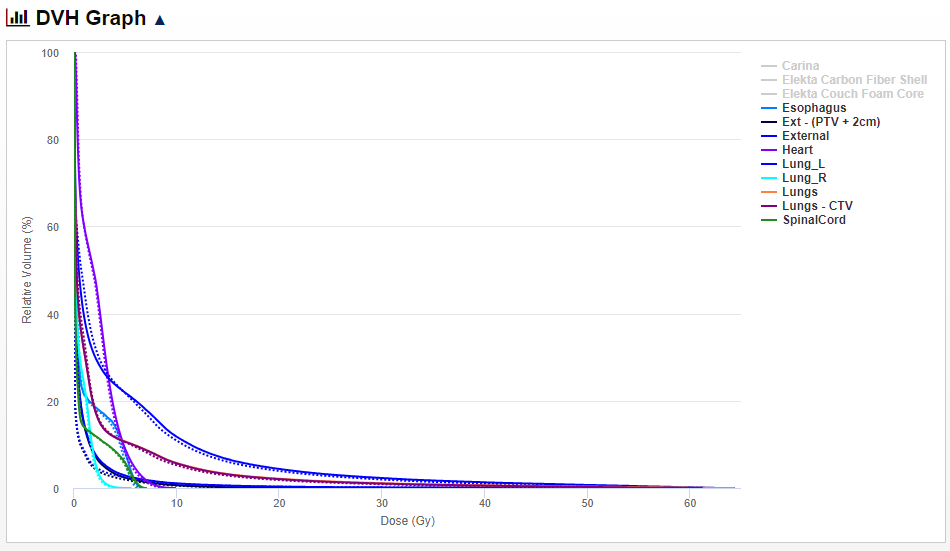 DVH Graph ▲
100
80
60
40
20
0
Relative Volume (%)
0
10
20
30
40
50
60
Dose (Gy)
Carina
Elekta Carbon Fiber Shell
Elekta Couch Foam Core
Esophagus
Ext - (PTV + 2cm)
External
Heart
Lung_L
Lung_R
Lungs
Lungs - CTV
SpinalCord